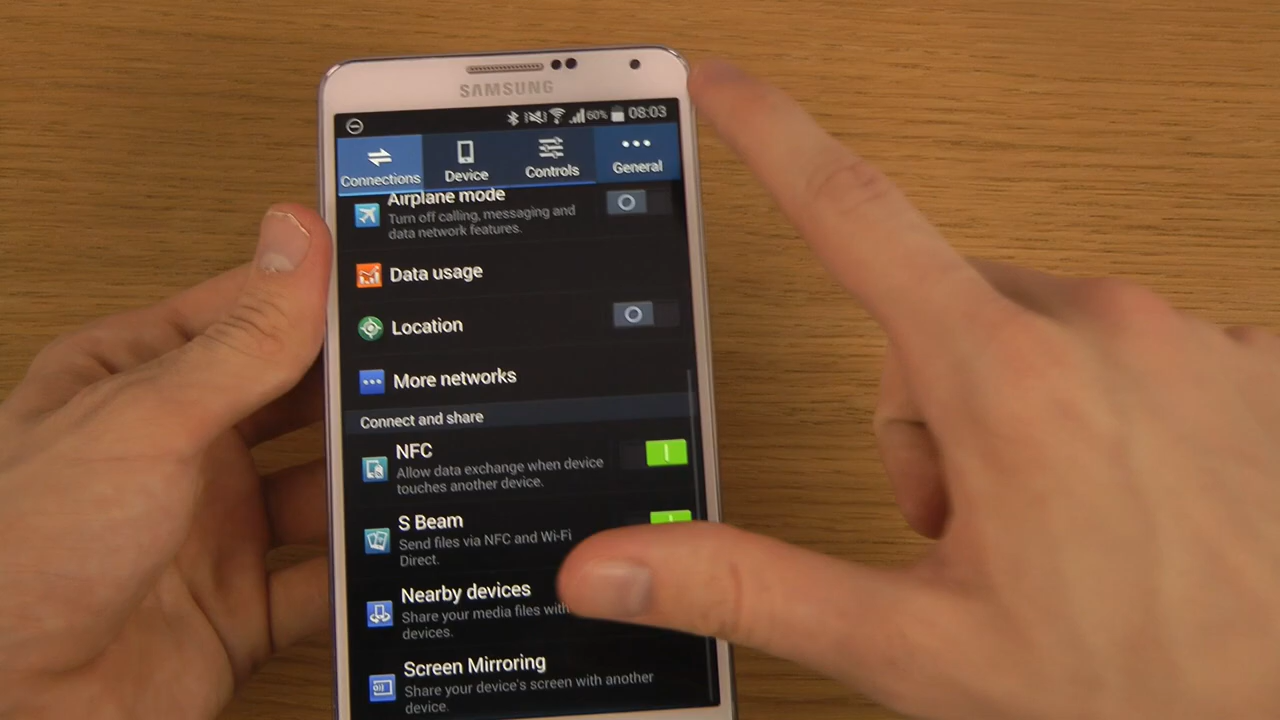 SAMSUNG
60% 08:03
Connections Device Controls General
Airplane mode
Turn off calling, messaging and
data network features.
Data usage
Location
More networks
Connect and share
NFC
Allow data exchange when device
touches another device.
S Beam
Send files via NFC and Wi-Fi
Direct.
Nearby devices
Share your media files with
devices.
Screen Mirroring
Share your device's screen with another
device.